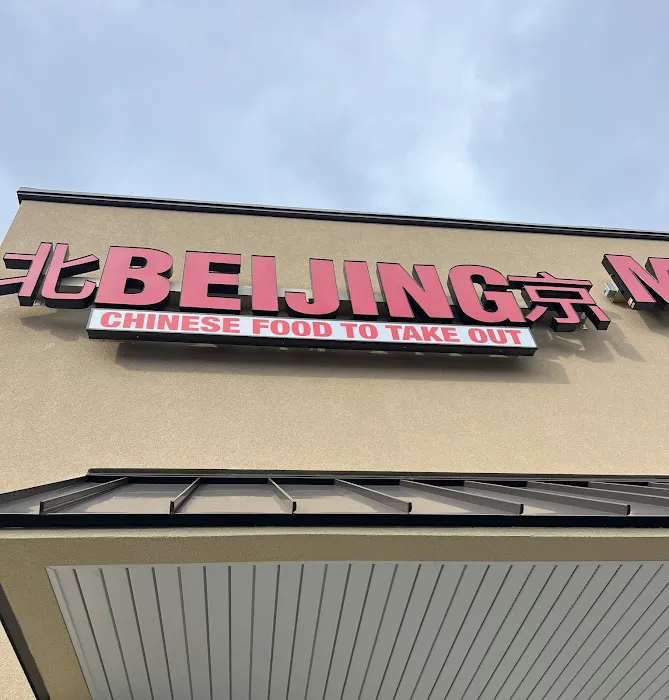 北BEIJING京
CHINESE FOOD TO TAKE OUT